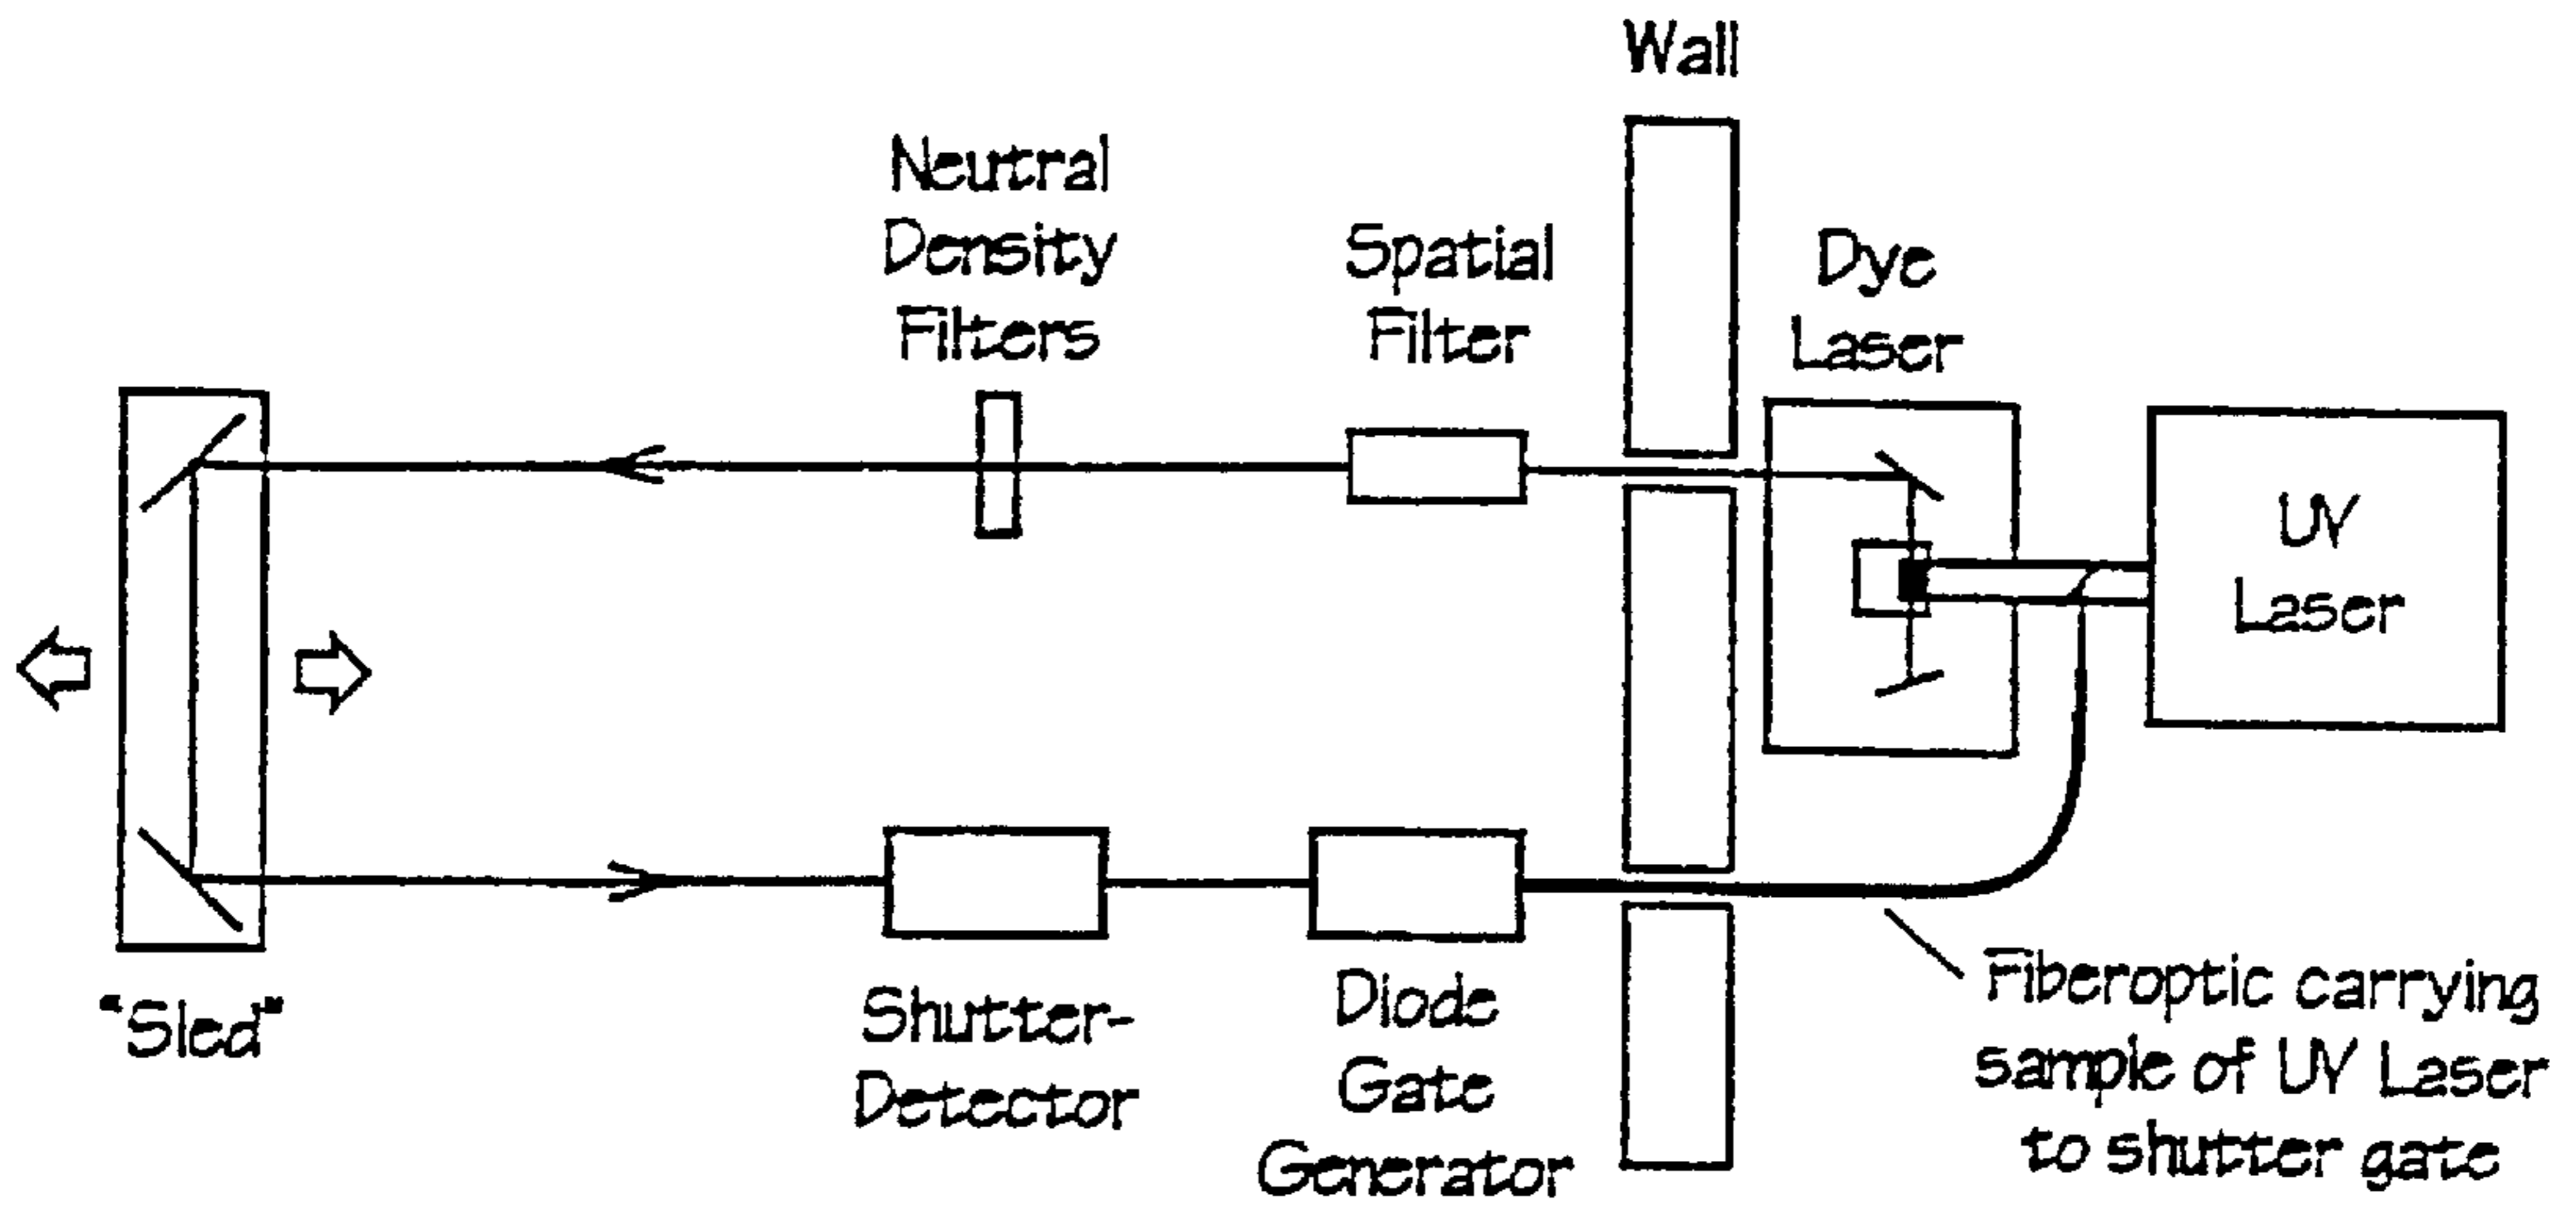 Wall
Neutral
Density
Filters
Spatial
Filter
Dye
Laser
UV
Laser
"Sled"
Shutter-
Detector
Diode
Gate
Generator
Fiberoptic carrying
sample of UV Laser
to shutter gate